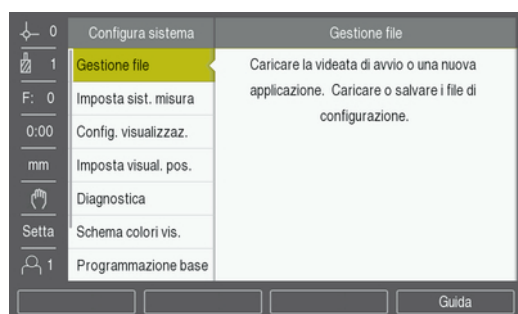 0
Configura sistema
Gestione file
1
Gestione file
Caricare la videata di avvio o una nuova
applicazione. Caricare o salvare i file di
configurazione.
F: 0
Imposta sist. misura
0:00
Config. visualizzaz.
mm
Imposta visual. pos.
Diagnostica
Setta
Schema colori vis.
1
Programmazione base
Guida